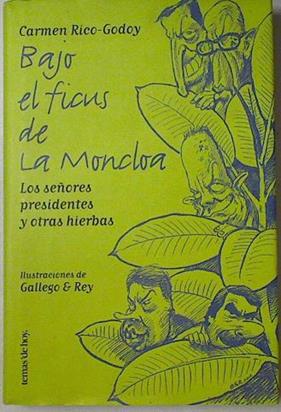 Carmen Rico-Godoy
Bajo
el ficus
de
La Moncloa
Los señores
presidentes
y otras hierbas
Ilustraciones de
Gallego & Rey
temas de hoy.